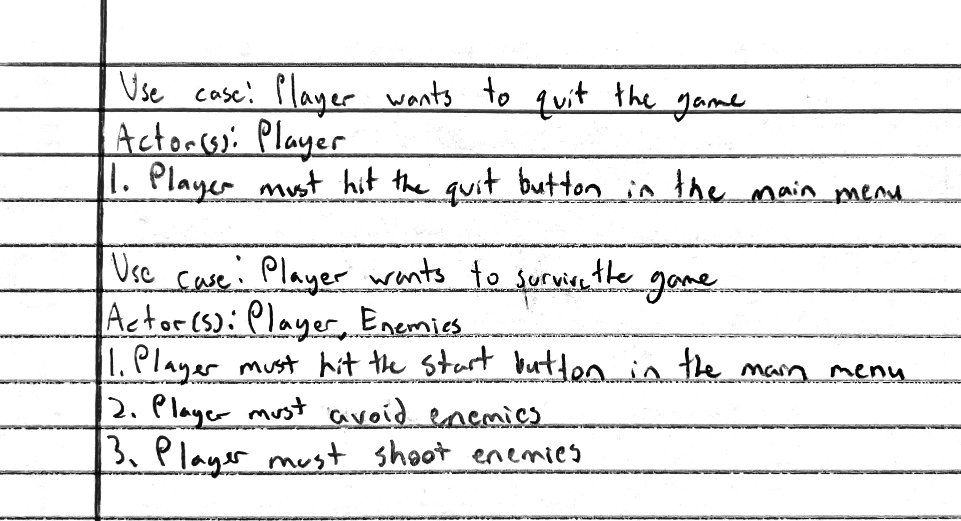 Use case: Player wants to quit the game
Actor(s): Player
1. Player must hit the quit button in the main menu
Use case: Player wants to survive the game
Actor(s): Player, Enemies
1. Player must hit the start button in the main menu
2. Player must avoid enemies
3. Player must shoot enemies